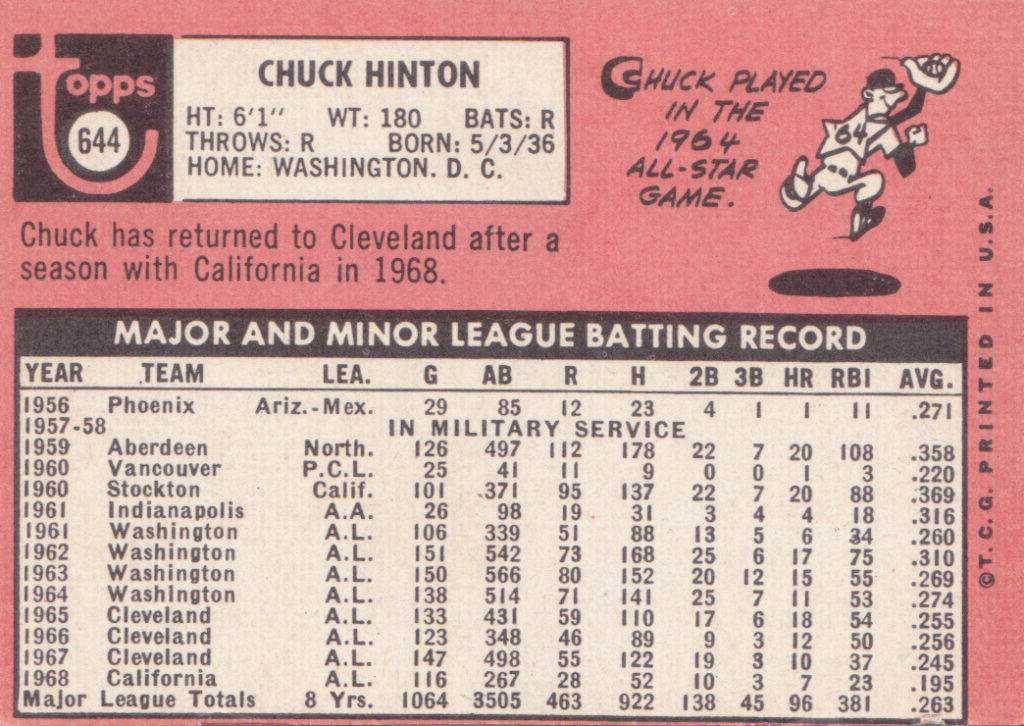 Topps
644
CHUCK HINTON
HT: 6'1" WT: 180 BATS: R
THROWS: R BORN: 5/3/36
HOME: WASHINGTON. D. C.
CHUCK PLAYED
IN THE
1964
ALL-STAR
GAME.
64
Chuck has returned to Cleveland after a
season with California in 1968.
MAJOR AND MINOR LEAGUE BATTING RECORD
YEAR TEAM LEA. G AB R H 2B 3B HR RBI AVG.
1956 Phoenix Ariz.-Mex. 29 85 12 23 4 1 1 11 .271
1957-58 IN MILITARY SERVICE
1959 Aberdeen North. 126 497 112 178 22 7 20 108 .358
1960 Vancouver P.C.L. 25 41 11 9 0 0 1 3 .220
1960 Stockton Calif. 101 371 95 137 22 7 20 88 .369
1961 Indianapolis A.A. 26 98 19 31 3 4 4 18 .316
1961 Washington A.L. 106 339 51 88 13 5 6 34 .260
1962 Washington A.L. 151 542 73 168 25 6 17 75 .310
1963 Washington A.L. 150 566 80 152 20 12 15 55 .269
1964 Washington A.L. 138 514 71 141 25 7 11 53 .274
1965 Cleveland A.L. 133 431 59 110 17 6 18 54 .255
1966 Cleveland A.L. 123 348 46 89 9 3 12 50 .256
1967 Cleveland A.L. 147 498 55 122 19 3 10 37 .245
1968 California A.L. 116 267 28 52 10 3 7 23 .195
Major League Totals 8 Yrs. 1064 3505 463 922 138 45 96 381 .263
©T. C. G. PRINTED IN U.S.A.